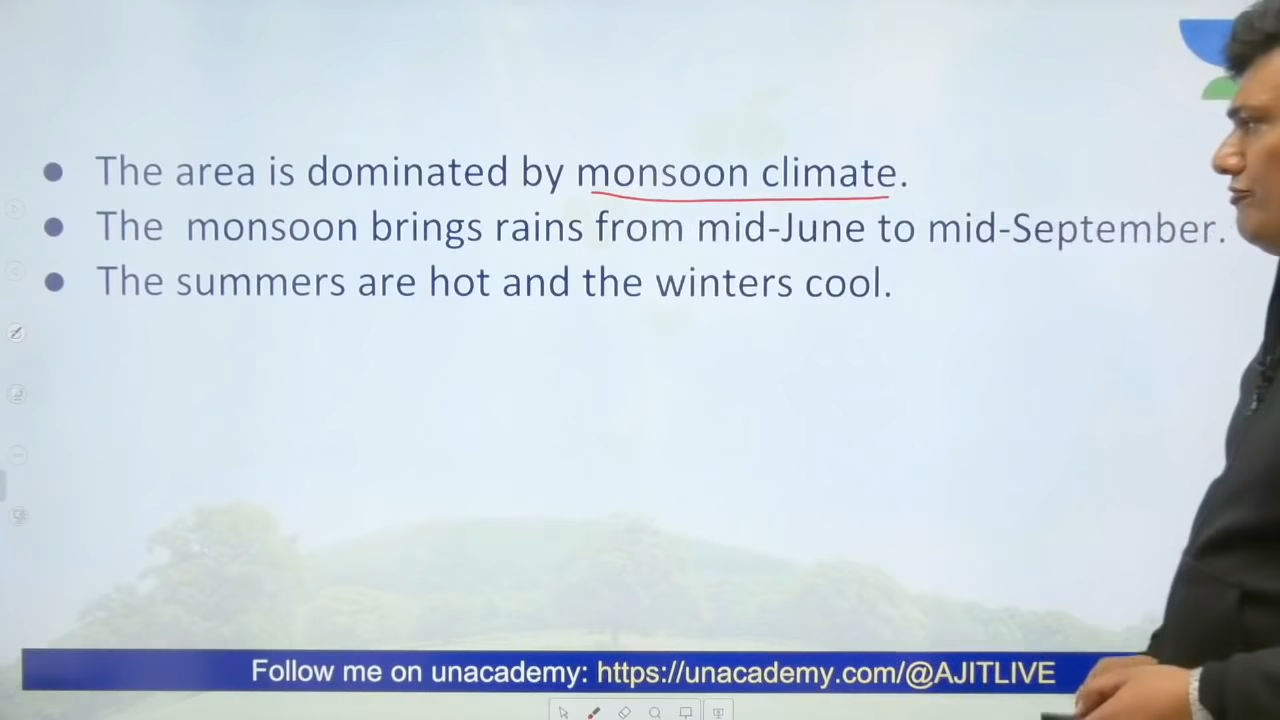 ● The area is dominated by monsoon climate.
● The monsoon brings rains from mid-June to mid-September.
● The summers are hot and the winters cool.
Follow me on unacademy: https://unacademy.com/@AJITLIVE